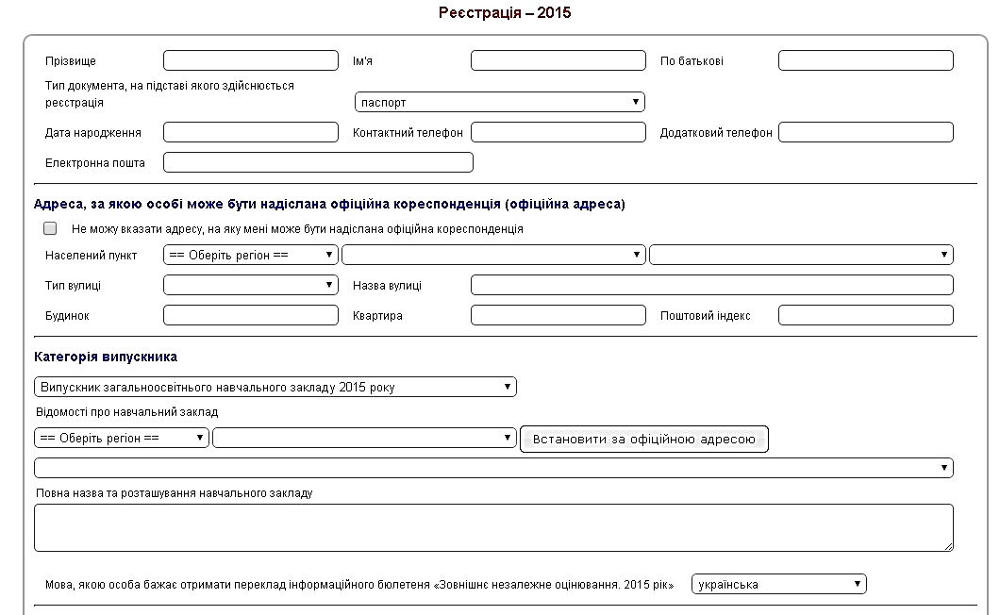 Реєстрація – 2015
Прізвище Ім'я По батькові
Тип документа, на підставі якого здійснюється
реєстрація паспорт
Дата народження Контактний телефон Додатковий телефон
Електронна пошта
Адреса, за якою особі може бути надіслана офіційна кореспонденція (офіційна адреса)
Не можу вказати адресу, на яку мені може бути надіслана офіційна кореспонденція
Населений пункт == Оберіть регіон ==
Тип вулиці Назва вулиці
Будинок Квартира Поштовий індекс
Категорія випускника
Випускник загальноосвітнього навчального закладу 2015 року
Відомості про навчальний заклад
== Оберіть регіон == Встановити за офіційною адресою
Повна назва та розташування навчального закладу
Мова, якою особа бажає отримати переклад інформаційного бюлетеня «Зовнішнє незалежне оцінювання. 2015 рік» українська